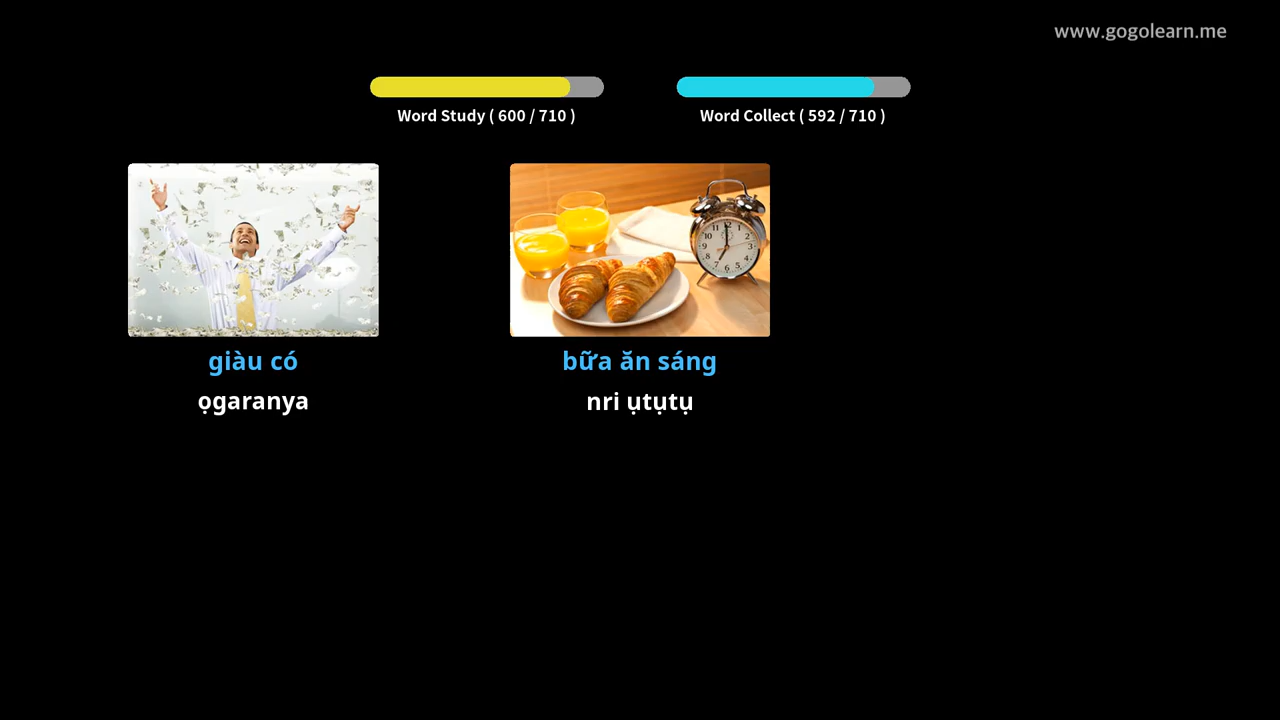 www.gogolearn.me
Word Study ( 600 / 710 )
Word Collect ( 592 / 710 )
giàu có
ọgaranya
bữa ăn sáng
nri ụtụtụ